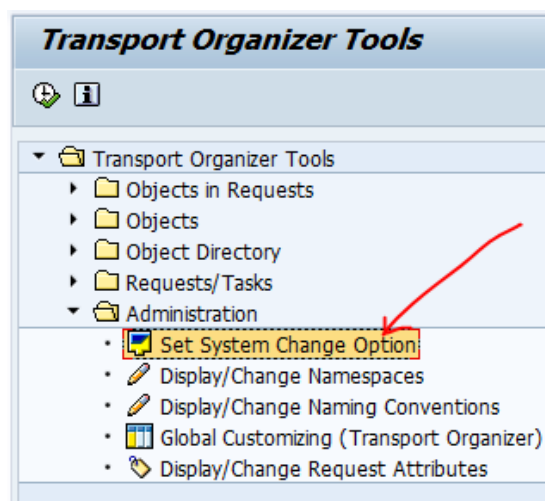 Transport Organizer Tools
Transport Organizer Tools
Objects in Requests
Objects
Object Directory
Requests/Tasks
Administration
Set System Change Option
Display/Change Namespaces
Display/Change Naming Conventions
Global Customizing (Transport Organizer)
Display/Change Request Attributes